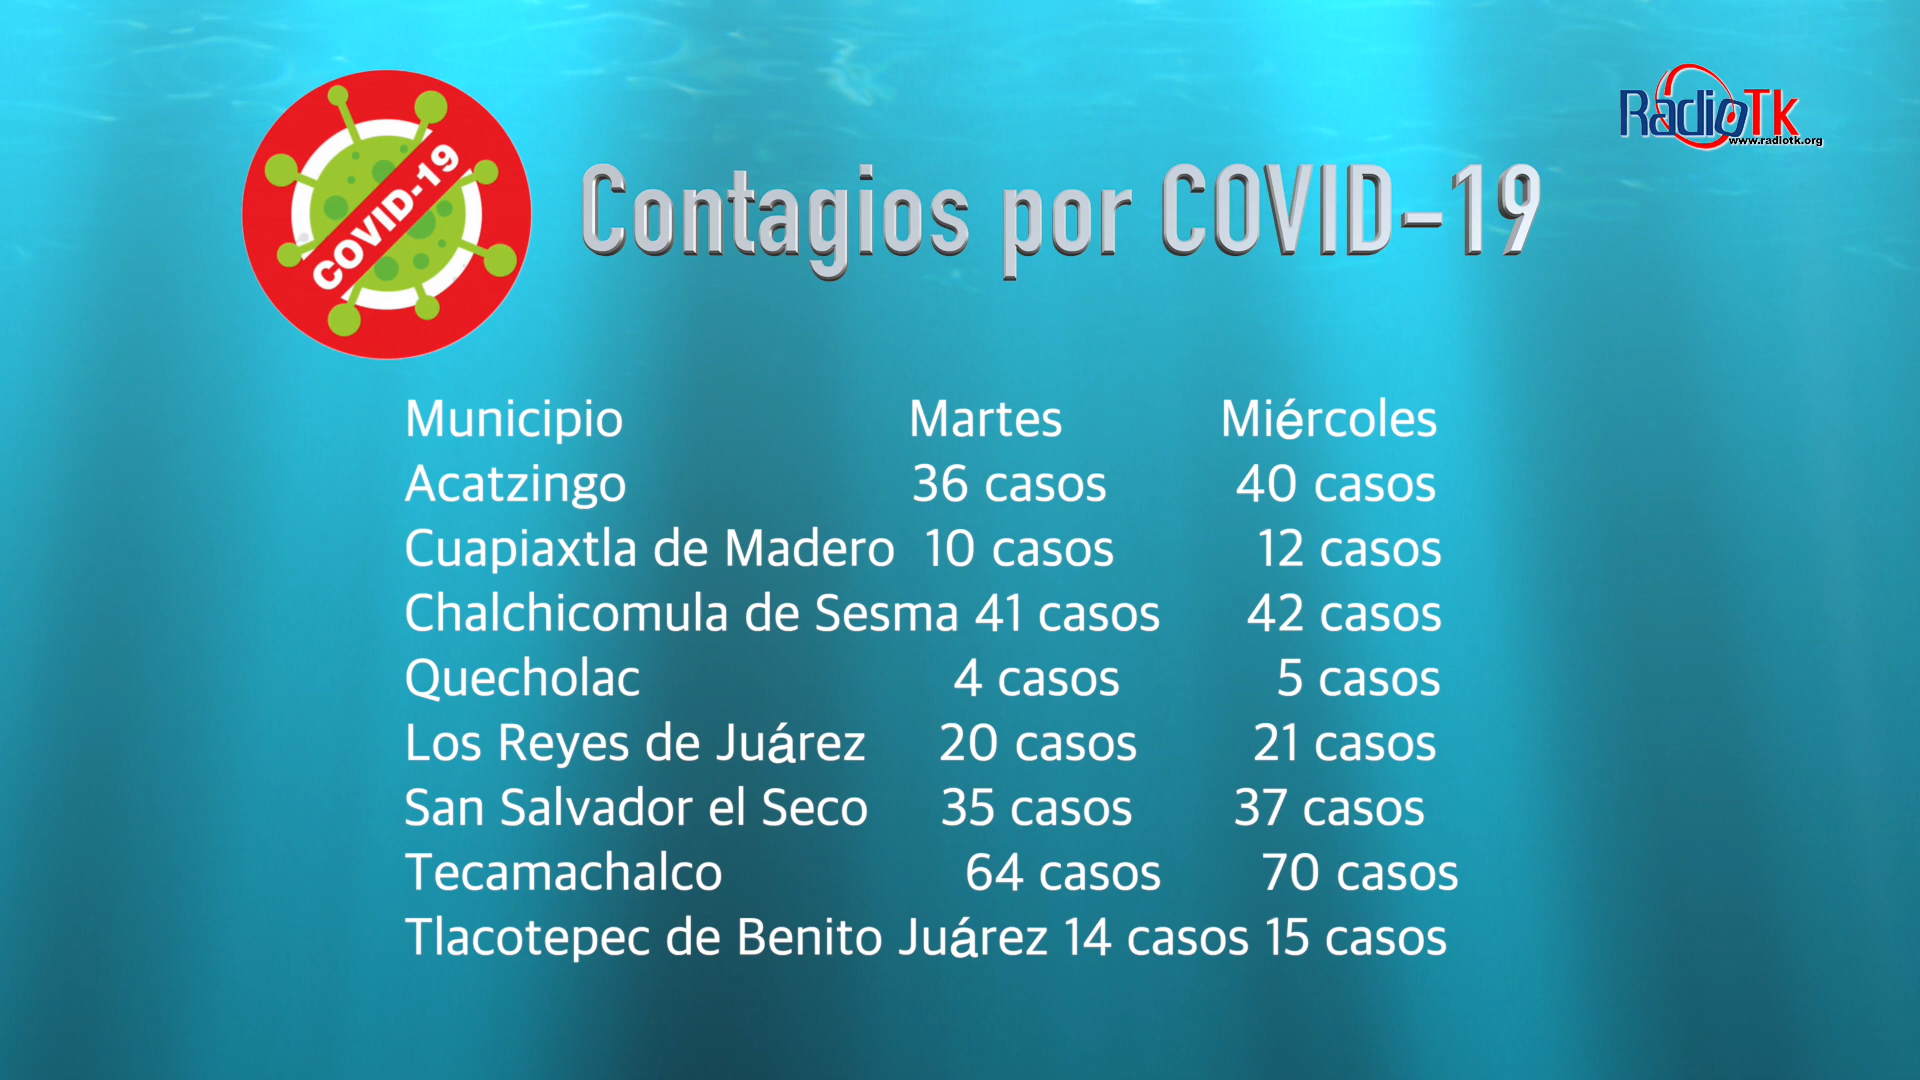 RadioTk
www.radiotk.org
COVID-19
Contagios por COVID-19
Municipio Martes Miércoles
Acatzingo 36 casos 40 casos
Cuapiaxtla de Madero 10 casos 12 casos
Chalchicomula de Sesma 41 casos 42 casos
Quecholac 4 casos 5 casos
Los Reyes de Juárez 20 casos 21 casos
San Salvador el Seco 35 casos 37 casos
Tecamachalco 64 casos 70 casos
Tlacotepec de Benito Juárez 14 casos 15 casos